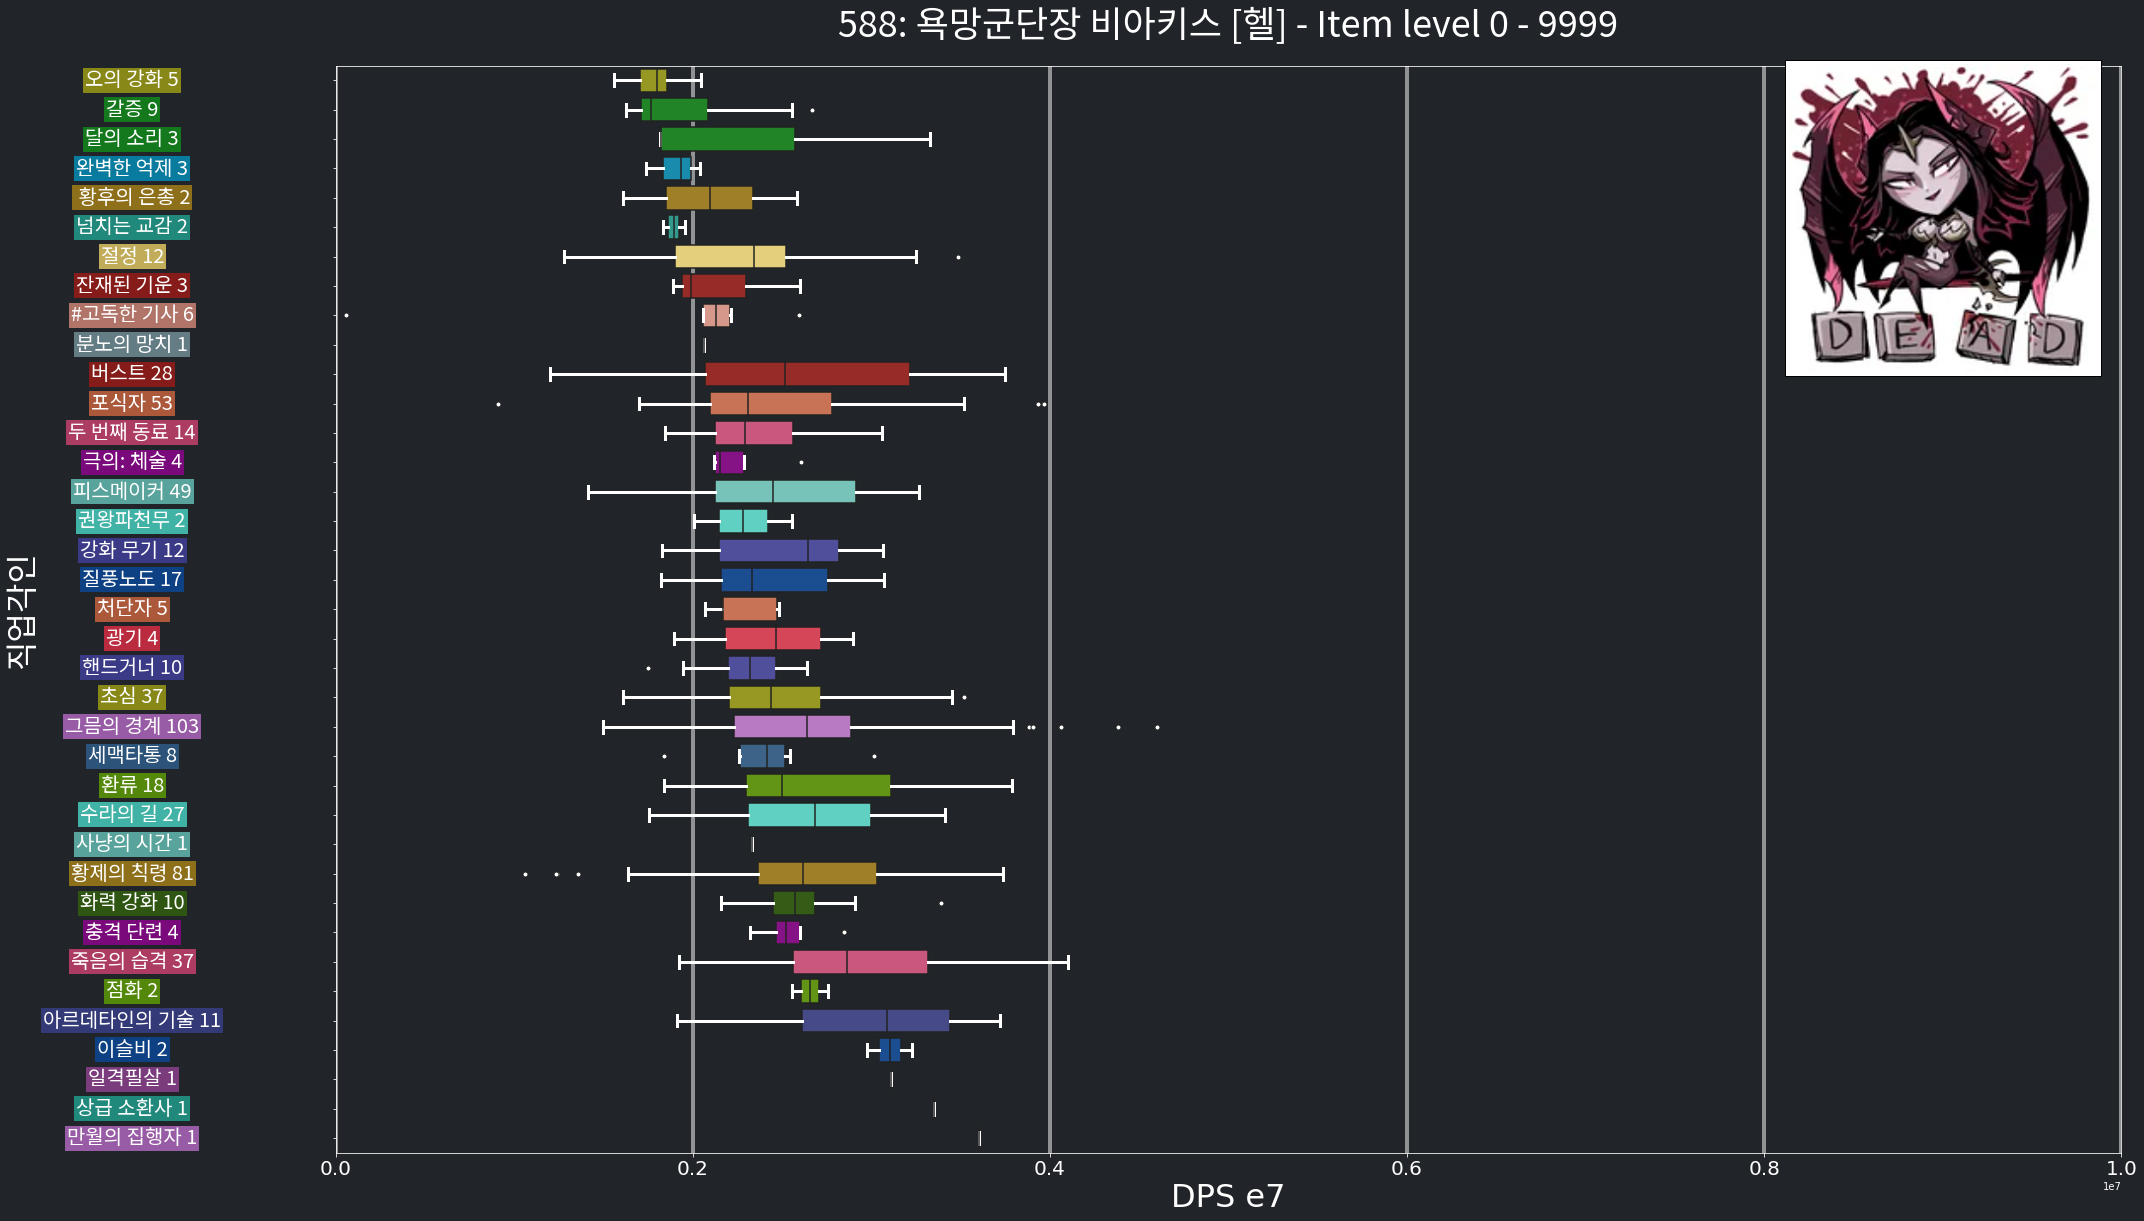 588: 욕망군단장 비아키스 [헬] - Item level 0 - 9999
오의 강화 5
갈증 9
달의 소리 3
완벽한 억제 3
황후의 은총 2
넘치는 교감 2
절정 12
잔재된 기운 3
#고독한 기사 6
분노의 망치 1
버스트 28
포식자 53
두 번째 동료 14
극의: 체술 4
피스메이커 49
권왕파천무 2
강화 무기 12
질풍노도 17
처단자 5
광기 4
핸드거너 10
초심 37
그믐의 경계 103
세맥타통 8
환류 18
수라의 길 27
사냥의 시간 1
황제의 칙령 81
화력 강화 10
충격 단련 4
죽음의 습격 37
점화 2
아르데타인의 기술 11
이슬비 2
일격필살 1
상급 소환사 1
만월의 집행자 1
직업각인
0.0 0.2 0.4 0.6 0.8 1.0
1e7
DPS e7
DEAD